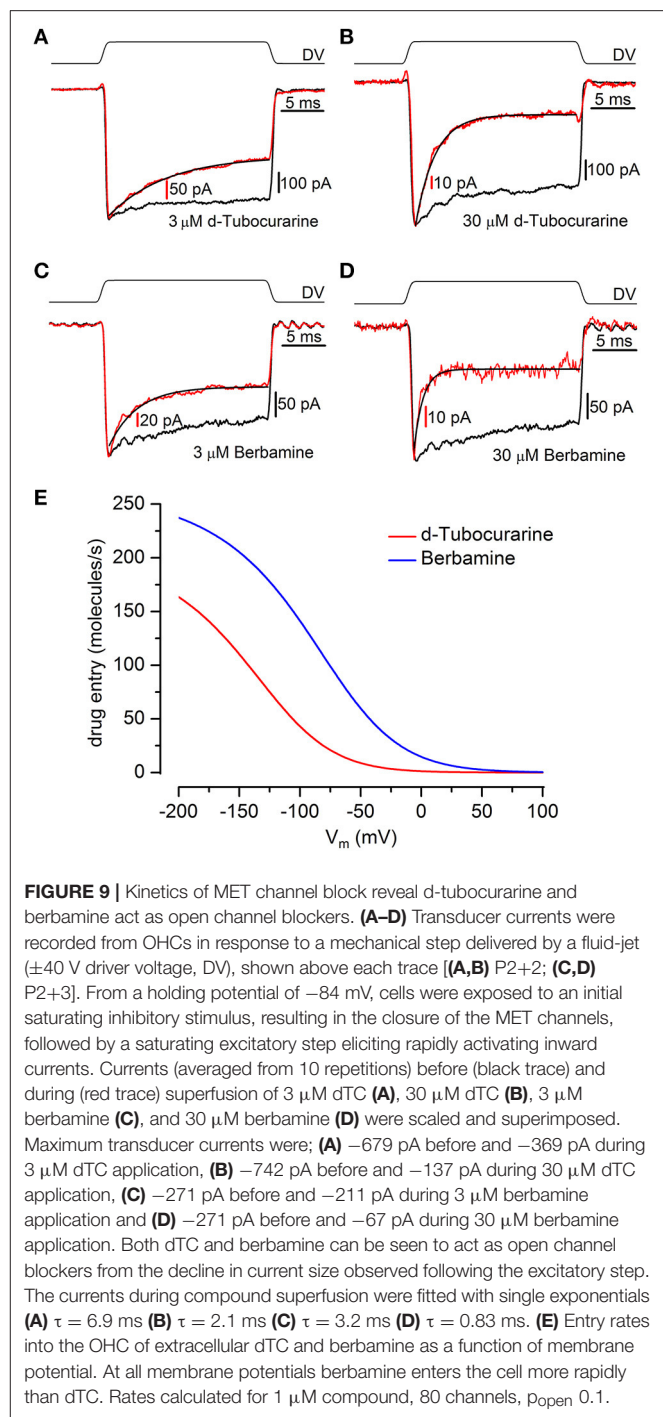 A
DV
5 ms
50 pA
100 pA
3 μM d-Tubocurarine
B
DV
5 ms
10 pA
100 pA
30 μM d-Tubocurarine
C
DV
5 ms
20 pA
50 pA
3 μM Berbamine
D
DV
5 ms
10 pA
50 pA
30 μM Berbamine
E
d-Tubocurarine
Berbamine
250
200
150
100
50
0
drug entry (molecules/s)
-200 -150 -100 -50 0 50 100
Vm (mV)
FIGURE 9 | Kinetics of MET channel block reveal d-tubocurarine and
berbamine act as open channel blockers. (A–D) Transducer currents were
recorded from OHCs in response to a mechanical step delivered by a fluid-jet
(±40 V driver voltage, DV), shown above each trace [(A,B) P2+2; (C,D)
P2+3]. From a holding potential of −84 mV, cells were exposed to an initial
saturating inhibitory stimulus, resulting in the closure of the MET channels,
followed by a saturating excitatory step eliciting rapidly activating inward
currents. Currents (averaged from 10 repetitions) before (black trace) and
during (red trace) superfusion of 3 μM dTC (A), 30 μM dTC (B), 3 μM
berbamine (C), and 30 μM berbamine (D) were scaled and superimposed.
Maximum transducer currents were; (A) −679 pA before and −369 pA during
3 μM dTC application, (B) −742 pA before and −137 pA during 30 μM dTC
application, (C) −271 pA before and −211 pA during 3 μM berbamine
application and (D) −271 pA before and −67 pA during 30 μM berbamine
application. Both dTC and berbamine can be seen to act as open channel
blockers from the decline in current size observed following the excitatory step.
The currents during compound superfusion were fitted with single exponentials
(A) τ = 6.9 ms (B) τ = 2.1 ms (C) τ = 3.2 ms (D) τ = 0.83 ms. (E) Entry rates
into the OHC of extracellular dTC and berbamine as a function of membrane
potential. At all membrane potentials berbamine enters the cell more rapidly
than dTC. Rates calculated for 1 μM compound, 80 channels, popen 0.1.